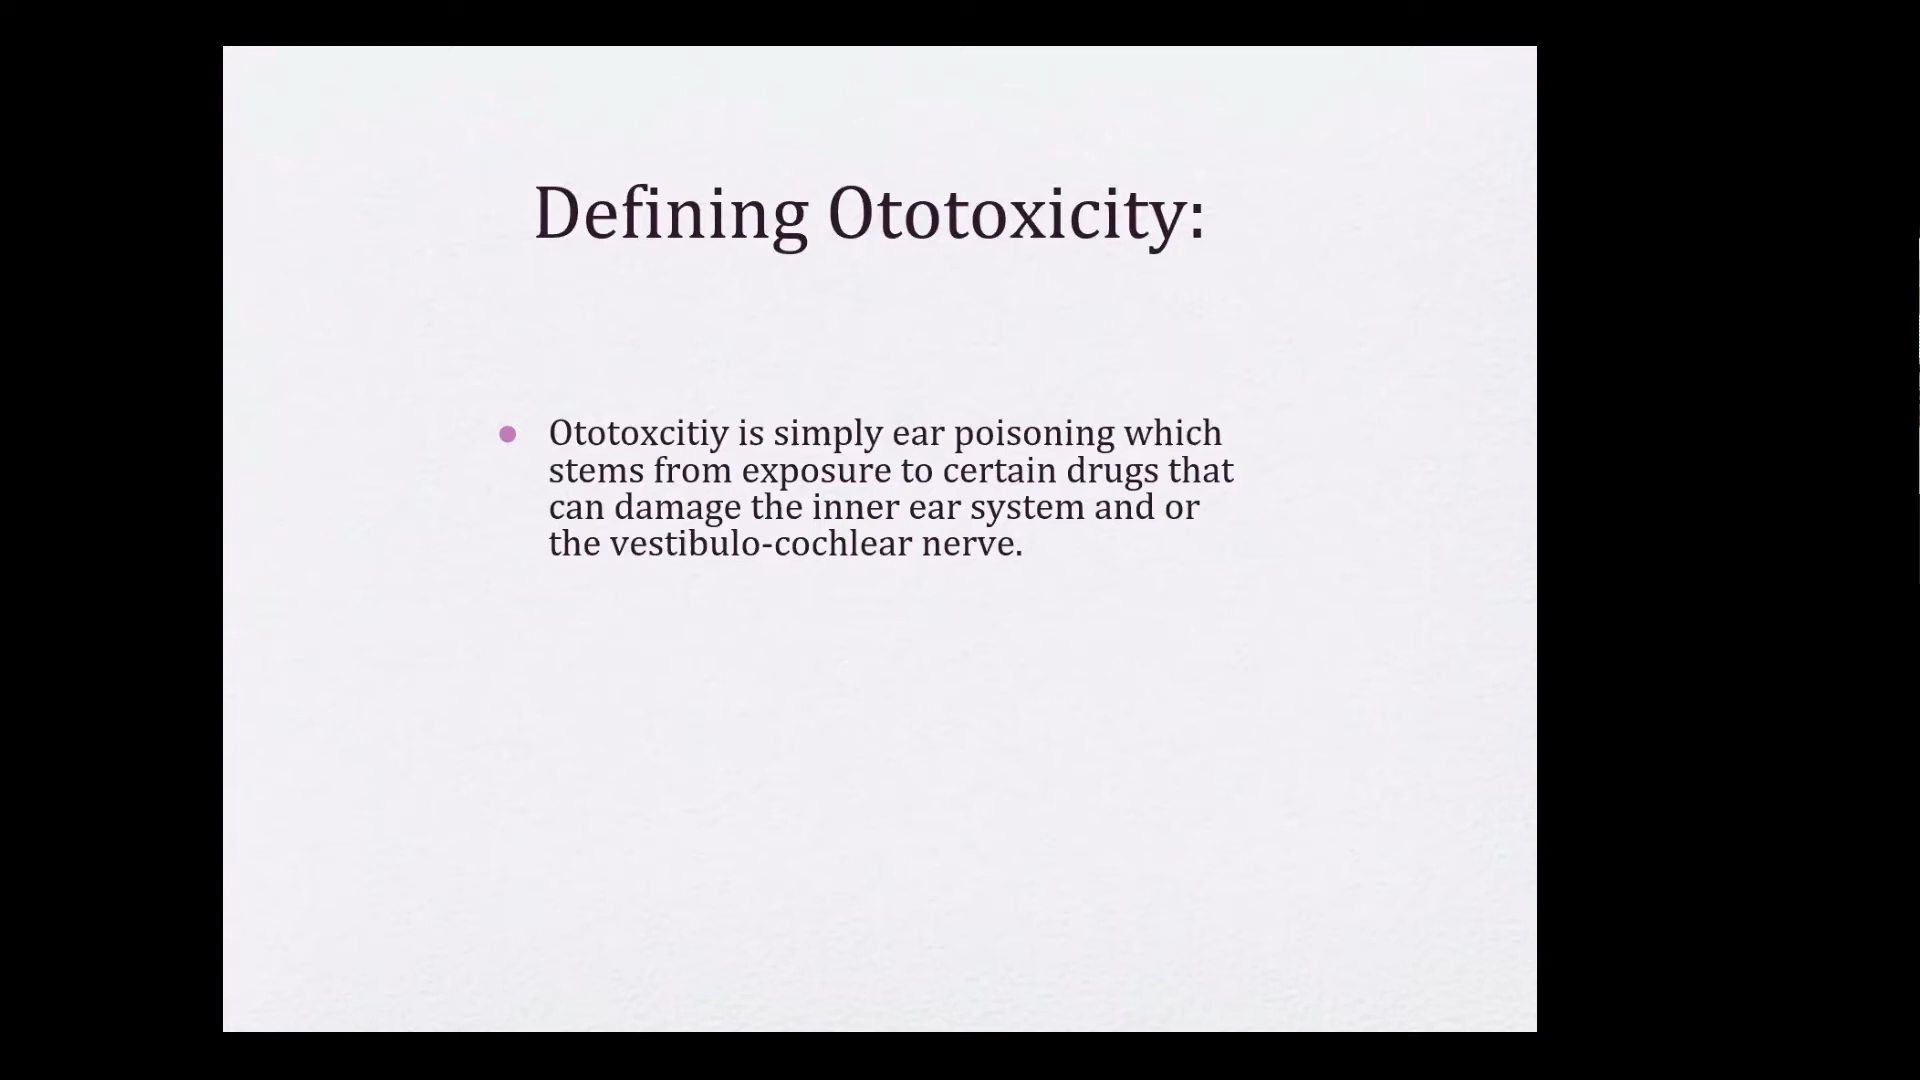 Defining Ototoxicity:
Ototoxcitiy is simply ear poisoning which
stems from exposure to certain drugs that
can damage the inner ear system and or
the vestibulo-cochlear nerve.